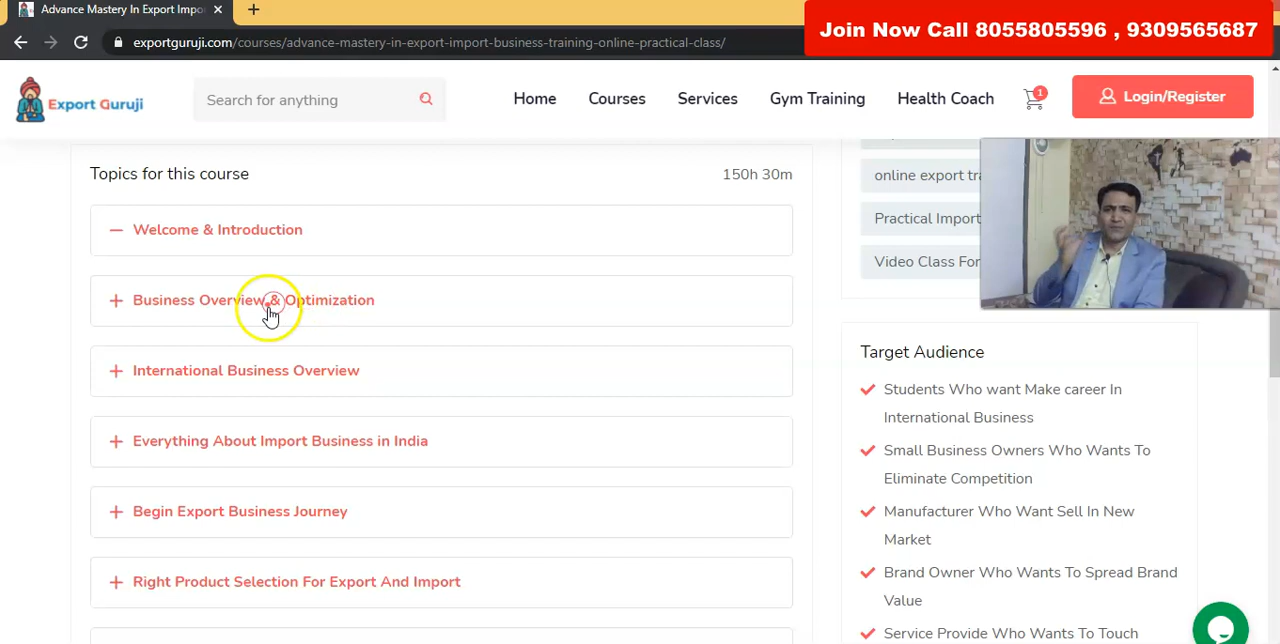 Advance Mastery In Export Impo
Join Now Call 8055805596 , 9309565687
exportguruji.com/courses/advance-mastery-in-export-import-business-training-online-practical-class/
Export Guruji
Search for anything
Home
Courses
Services
Gym Training
Health Coach
1
Login/Register
Topics for this course
150h 30m
Welcome & Introduction
Business Overview & Optimization
International Business Overview
Everything About Import Business in India
Begin Export Business Journey
Right Product Selection For Export And Import
online export tra
Practical Import
Video Class For
Target Audience
Students Who want Make career In
International Business
Small Business Owners Who Wants To
Eliminate Competition
Manufacturer Who Want Sell In New
Market
Brand Owner Who Wants To Spread Brand
Value
Service Provide Who Wants To Touch